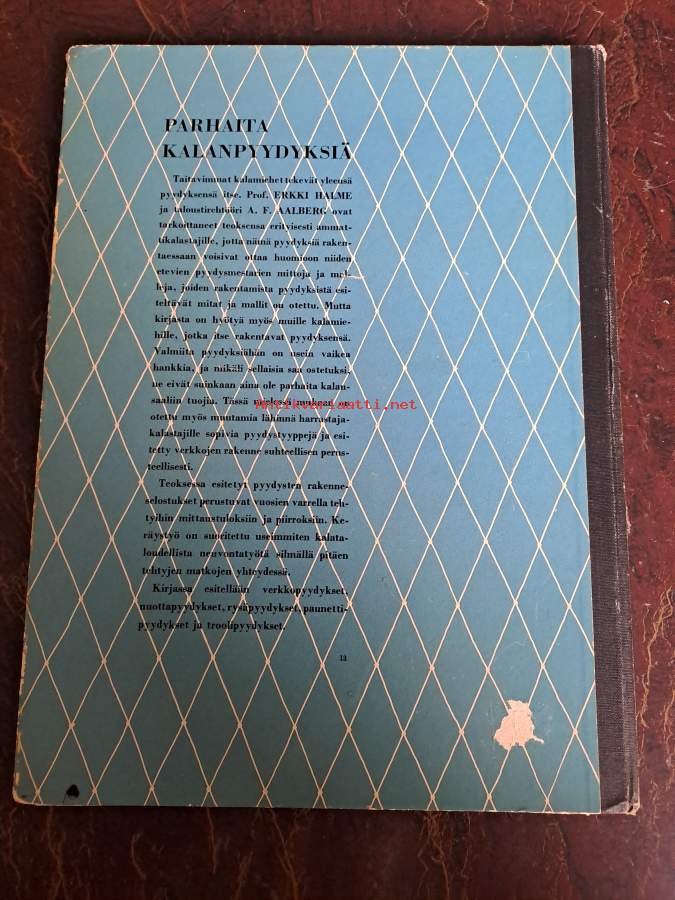 PARHAITA
KALANPYYDYKSIÄ
Taitavimmat kalamiehet tekevät yleensä
pyydyksensä itse. Prof. ERKKI HALME
ja taloustirehtööri A. F. AALBERG ovat
tarkoittaneet teoksensa erityisesti ammat-
tikalastajille, jotta nämä pyydyksiä raken-
taessaan voisivat ottaa huomioon niiden
etevien pyydysmestarien mittoja ja mal-
leja, joiden rakentamista pyydyksistä esi-
teltävät mitat ja mallit on otettu. Mutta
kirjasta on hyötyä myös muille kalamie-
hille, jotka itse rakentavat pyydyksensä.
Valmiita pyydyksiähän on usein vaikea
hankkia, ja mikäli sellaisia saa ostetuksi,
ne eivät suinkaan aina ole parhaita kalan-
saaliin tuojia. Tässä mukaan on
Antikvariaatti.net
otettu myös muutamia lähinnä harrastaja-
kalastajille sopivia pyydystyyppejä ja esi-
tetty verkkojen rakenne suhteellisen perus-
teellisesti.
Teoksessa esitetyt pyydysten rakenne-
selostukset perustuvat vuosien varrella teh-
tyihin mittaustuloksiin ja piirroksiin. Ke-
räystyö on suoritettu useimmiten kalata-
loudellista neuvontatyötä silmällä pitäen
tehtyjen matkojen yhteydessä.
Kirjassa esitellään verkkopyydykset,
nuottapyydykset, rysäpyydykset, paunetti-
pyydykset ja troolipyydykset.
13